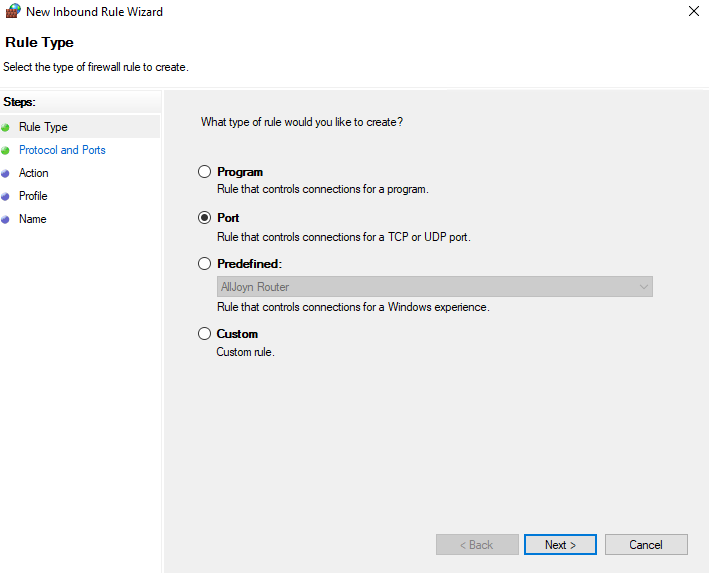 New Inbound Rule Wizard
Rule Type
Select the type of firewall rule to create.
Steps:
Rule Type
Protocol and Ports
Action
Profile
Name
What type of rule would you like to create?
Program
Rule that controls connections for a program.
Port
Rule that controls connections for a TCP or UDP port.
Predefined:
AllJoyn Router
Rule that controls connections for a Windows experience.
Custom
Custom rule.
< Back
Next >
Cancel